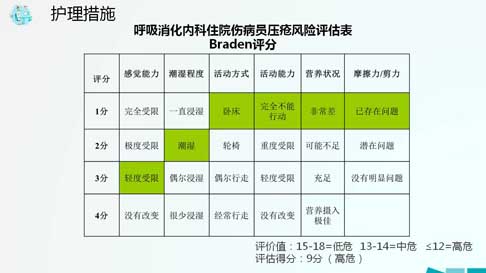 护理措施
呼吸消化内科住院伤病员压疮风险评估表
Braden评分
评分 感觉能力 潮湿程度 活动方式 活动能力 营养状况 摩擦力/剪力
1分 完全受限 一直浸湿 卧床 完全不能行动 非常差 已存在问题
2分 极度受限 潮湿 轮椅 重度受限 可能不足 潜在问题
3分 轻度受限 偶尔浸湿 偶尔行走 轻度受限 充足 没有明显问题
4分 没有改变 很少浸湿 经常行走 没有改变 营养摄入极佳
评价值：15-18=低危 13-14=中危 ≤12=高危
评估得分：9分（高危）